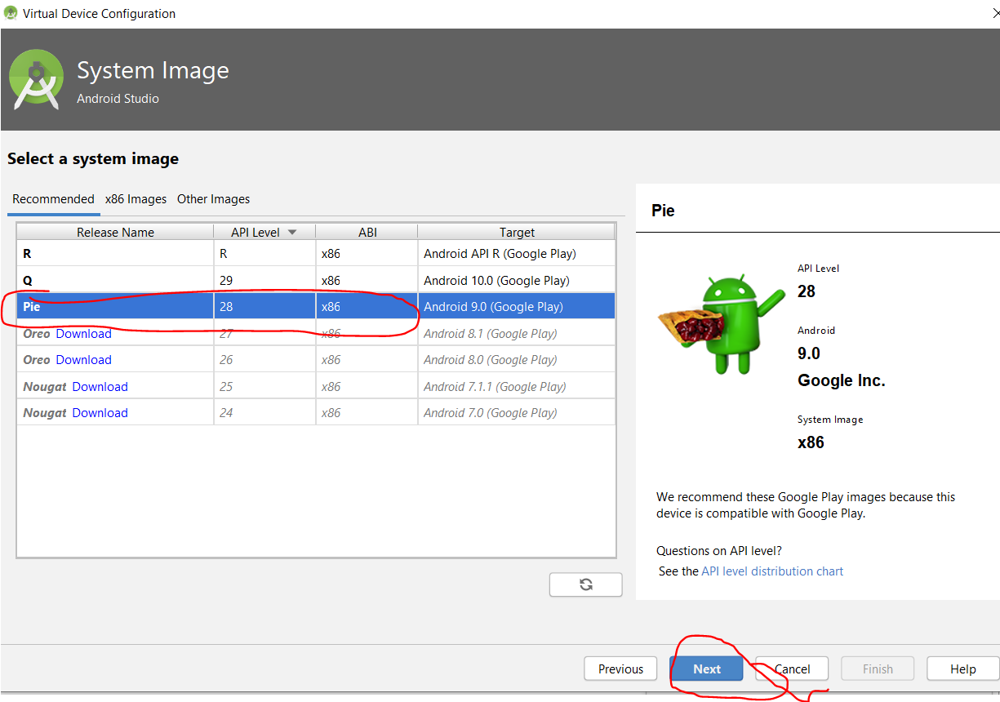 Virtual Device Configuration
System Image
Android Studio
Select a system image
Recommended x86 Images Other Images
Release Name API Level ABI Target
R R x86 Android API R (Google Play)
Q 29 x86 Android 10.0 (Google Play)
Pie 28 x86 Android 9.0 (Google Play)
Oreo Download 27 x86 Android 8.1 (Google Play)
Oreo Download 26 x86 Android 8.0 (Google Play)
Nougat Download 25 x86 Android 7.1.1 (Google Play)
Nougat Download 24 x86 Android 7.0 (Google Play)
Pie
API Level
28
Android
9.0
Google Inc.
System Image
x86
We recommend these Google Play images because this
device is compatible with Google Play.
Questions on API level?
See the API level distribution chart
Previous Next Cancel Finish Help